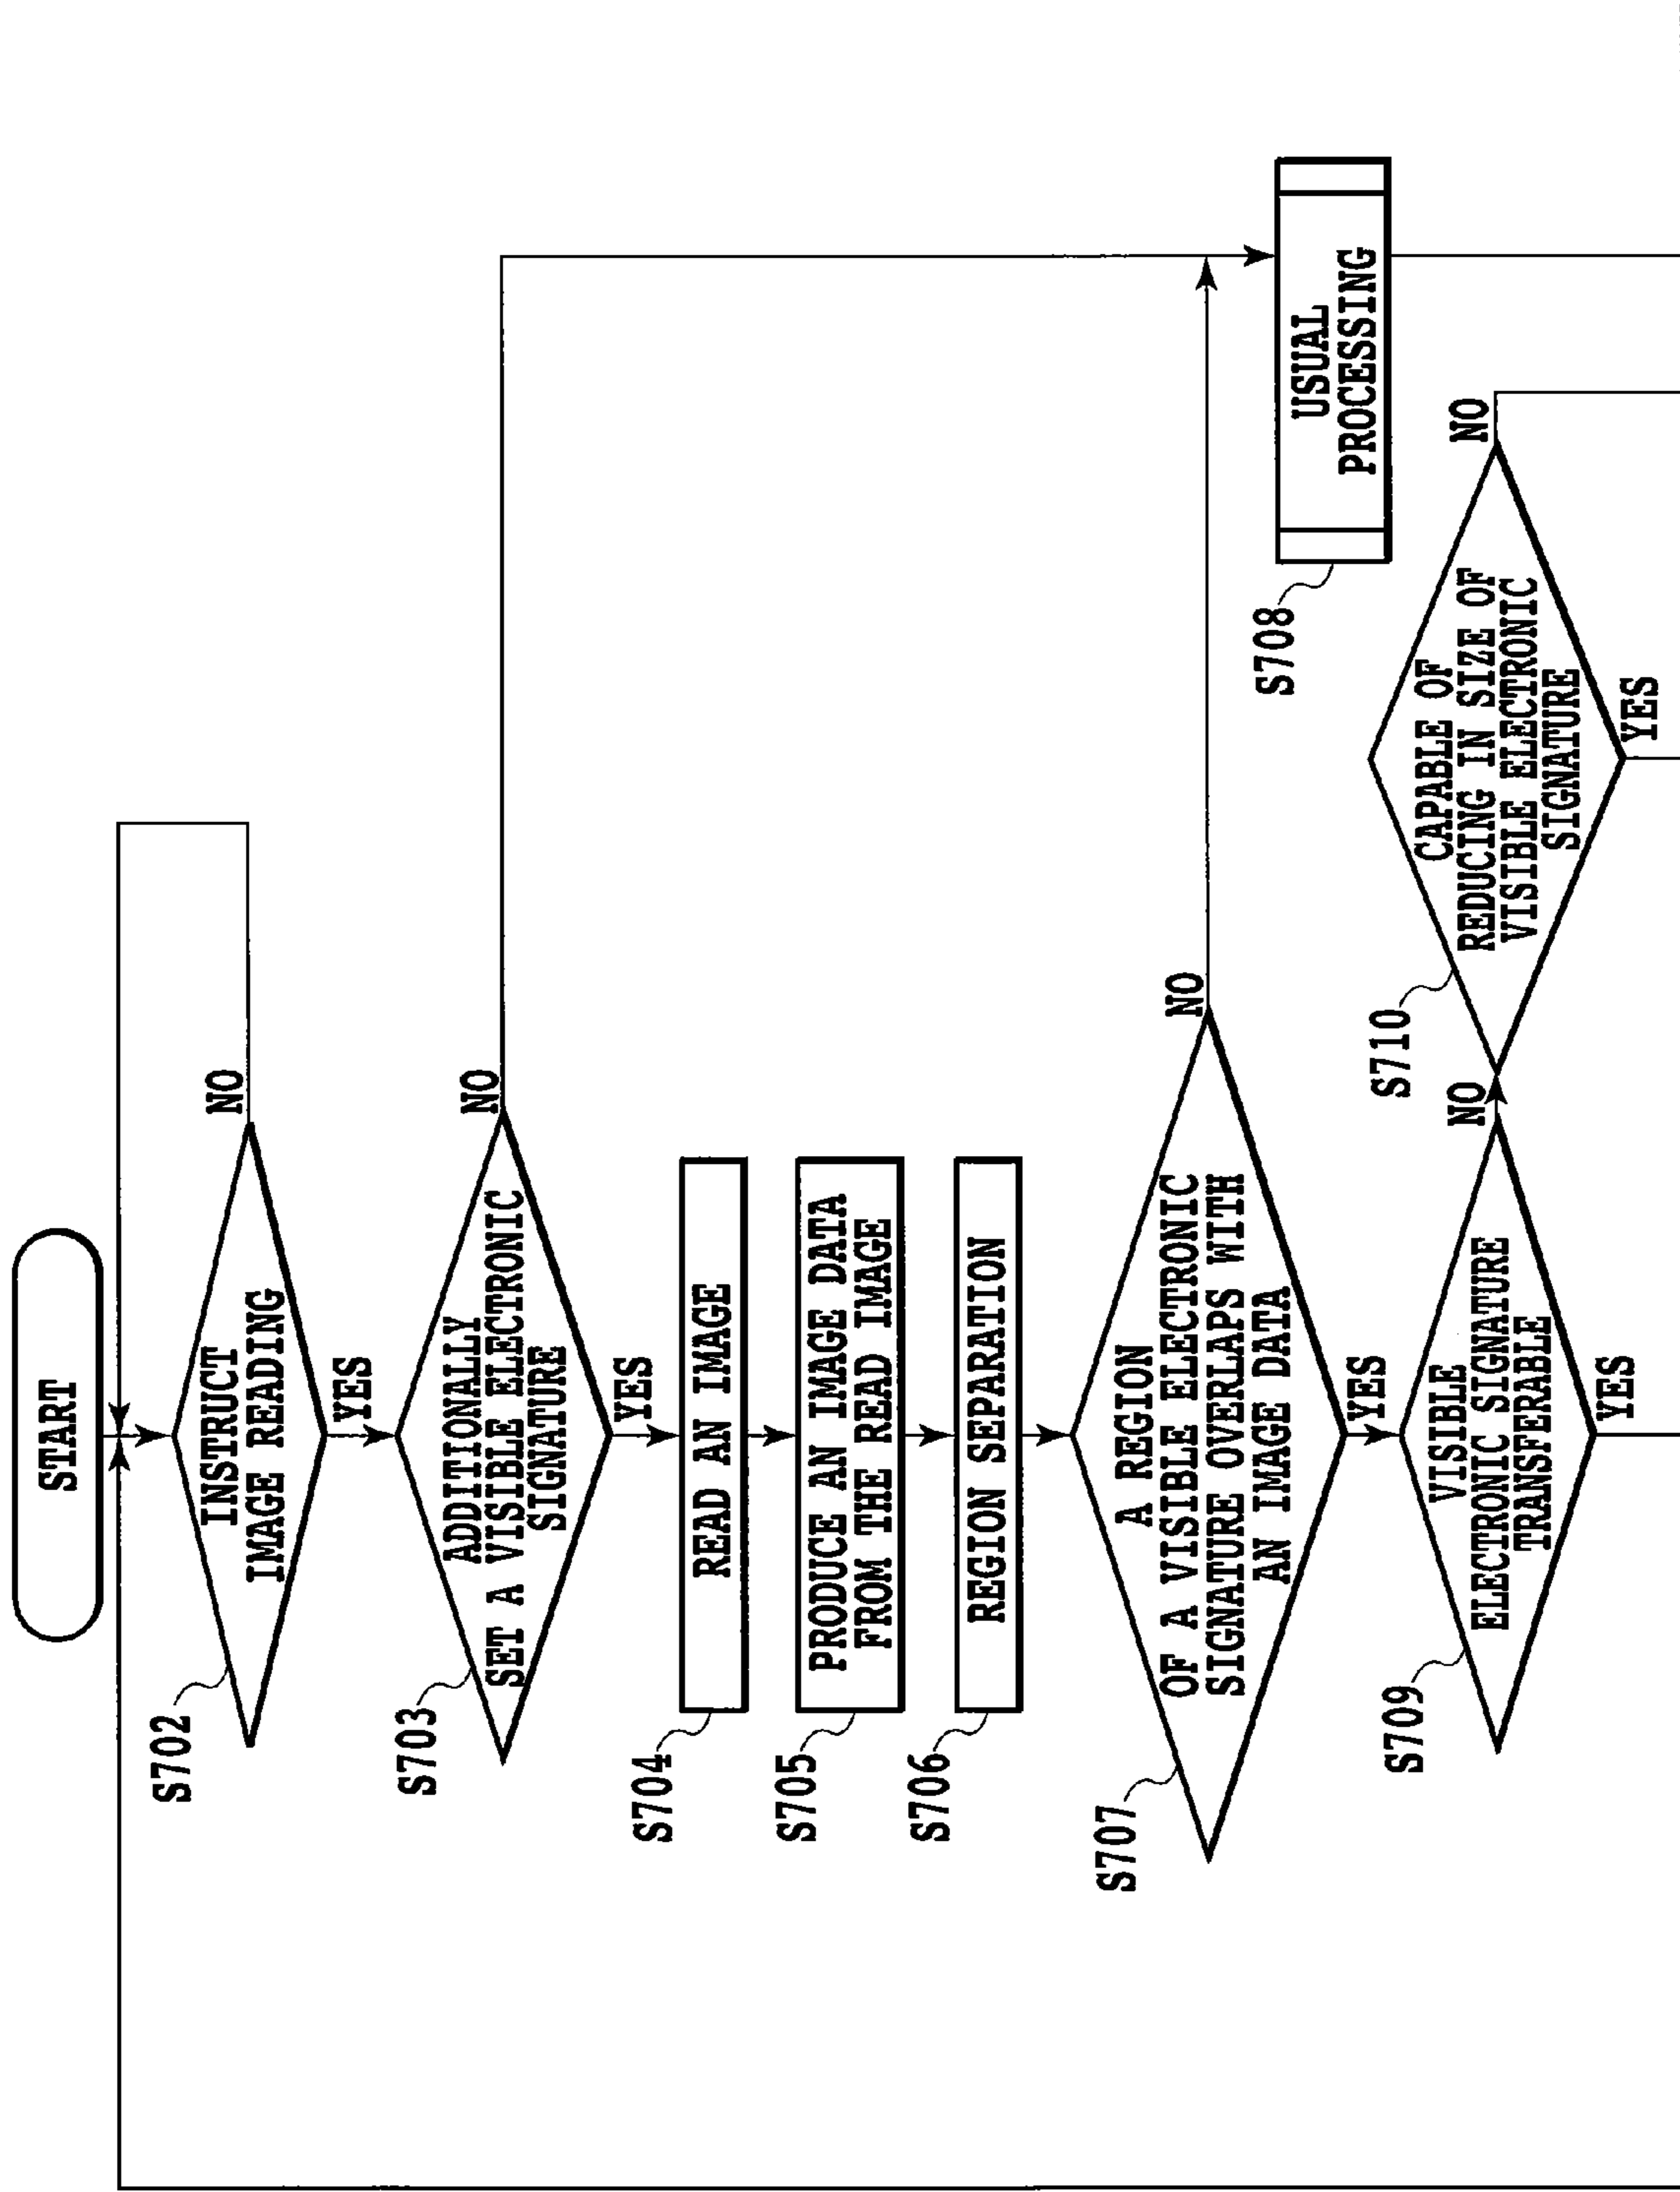 START
S702
INSTRUCT
IMAGE READING
NO
YES
S703
ADDITIONALLY
SET A VISIBLE ELECTRONIC
SIGNATURE
NO
YES
S704
READ AN IMAGE
S705
PRODUCE AN IMAGE DATA
FROM THE READ IMAGE
S706
REGION SEPARATION
S707
A REGION
OF A VISIBLE ELECTRONIC
SIGNATURE OVERLAPS WITH
AN IMAGE DATA
NO
YES
S708
USUAL
PROCESSING
S709
VISIBLE
ELECTRONIC SIGNATURE
TRANSFERABLE
NO
YES
S710
CAPABLE OF
REDUCING IN SIZE OF
VISIBLE ELECTRONIC
SIGNATURE
NO
YES